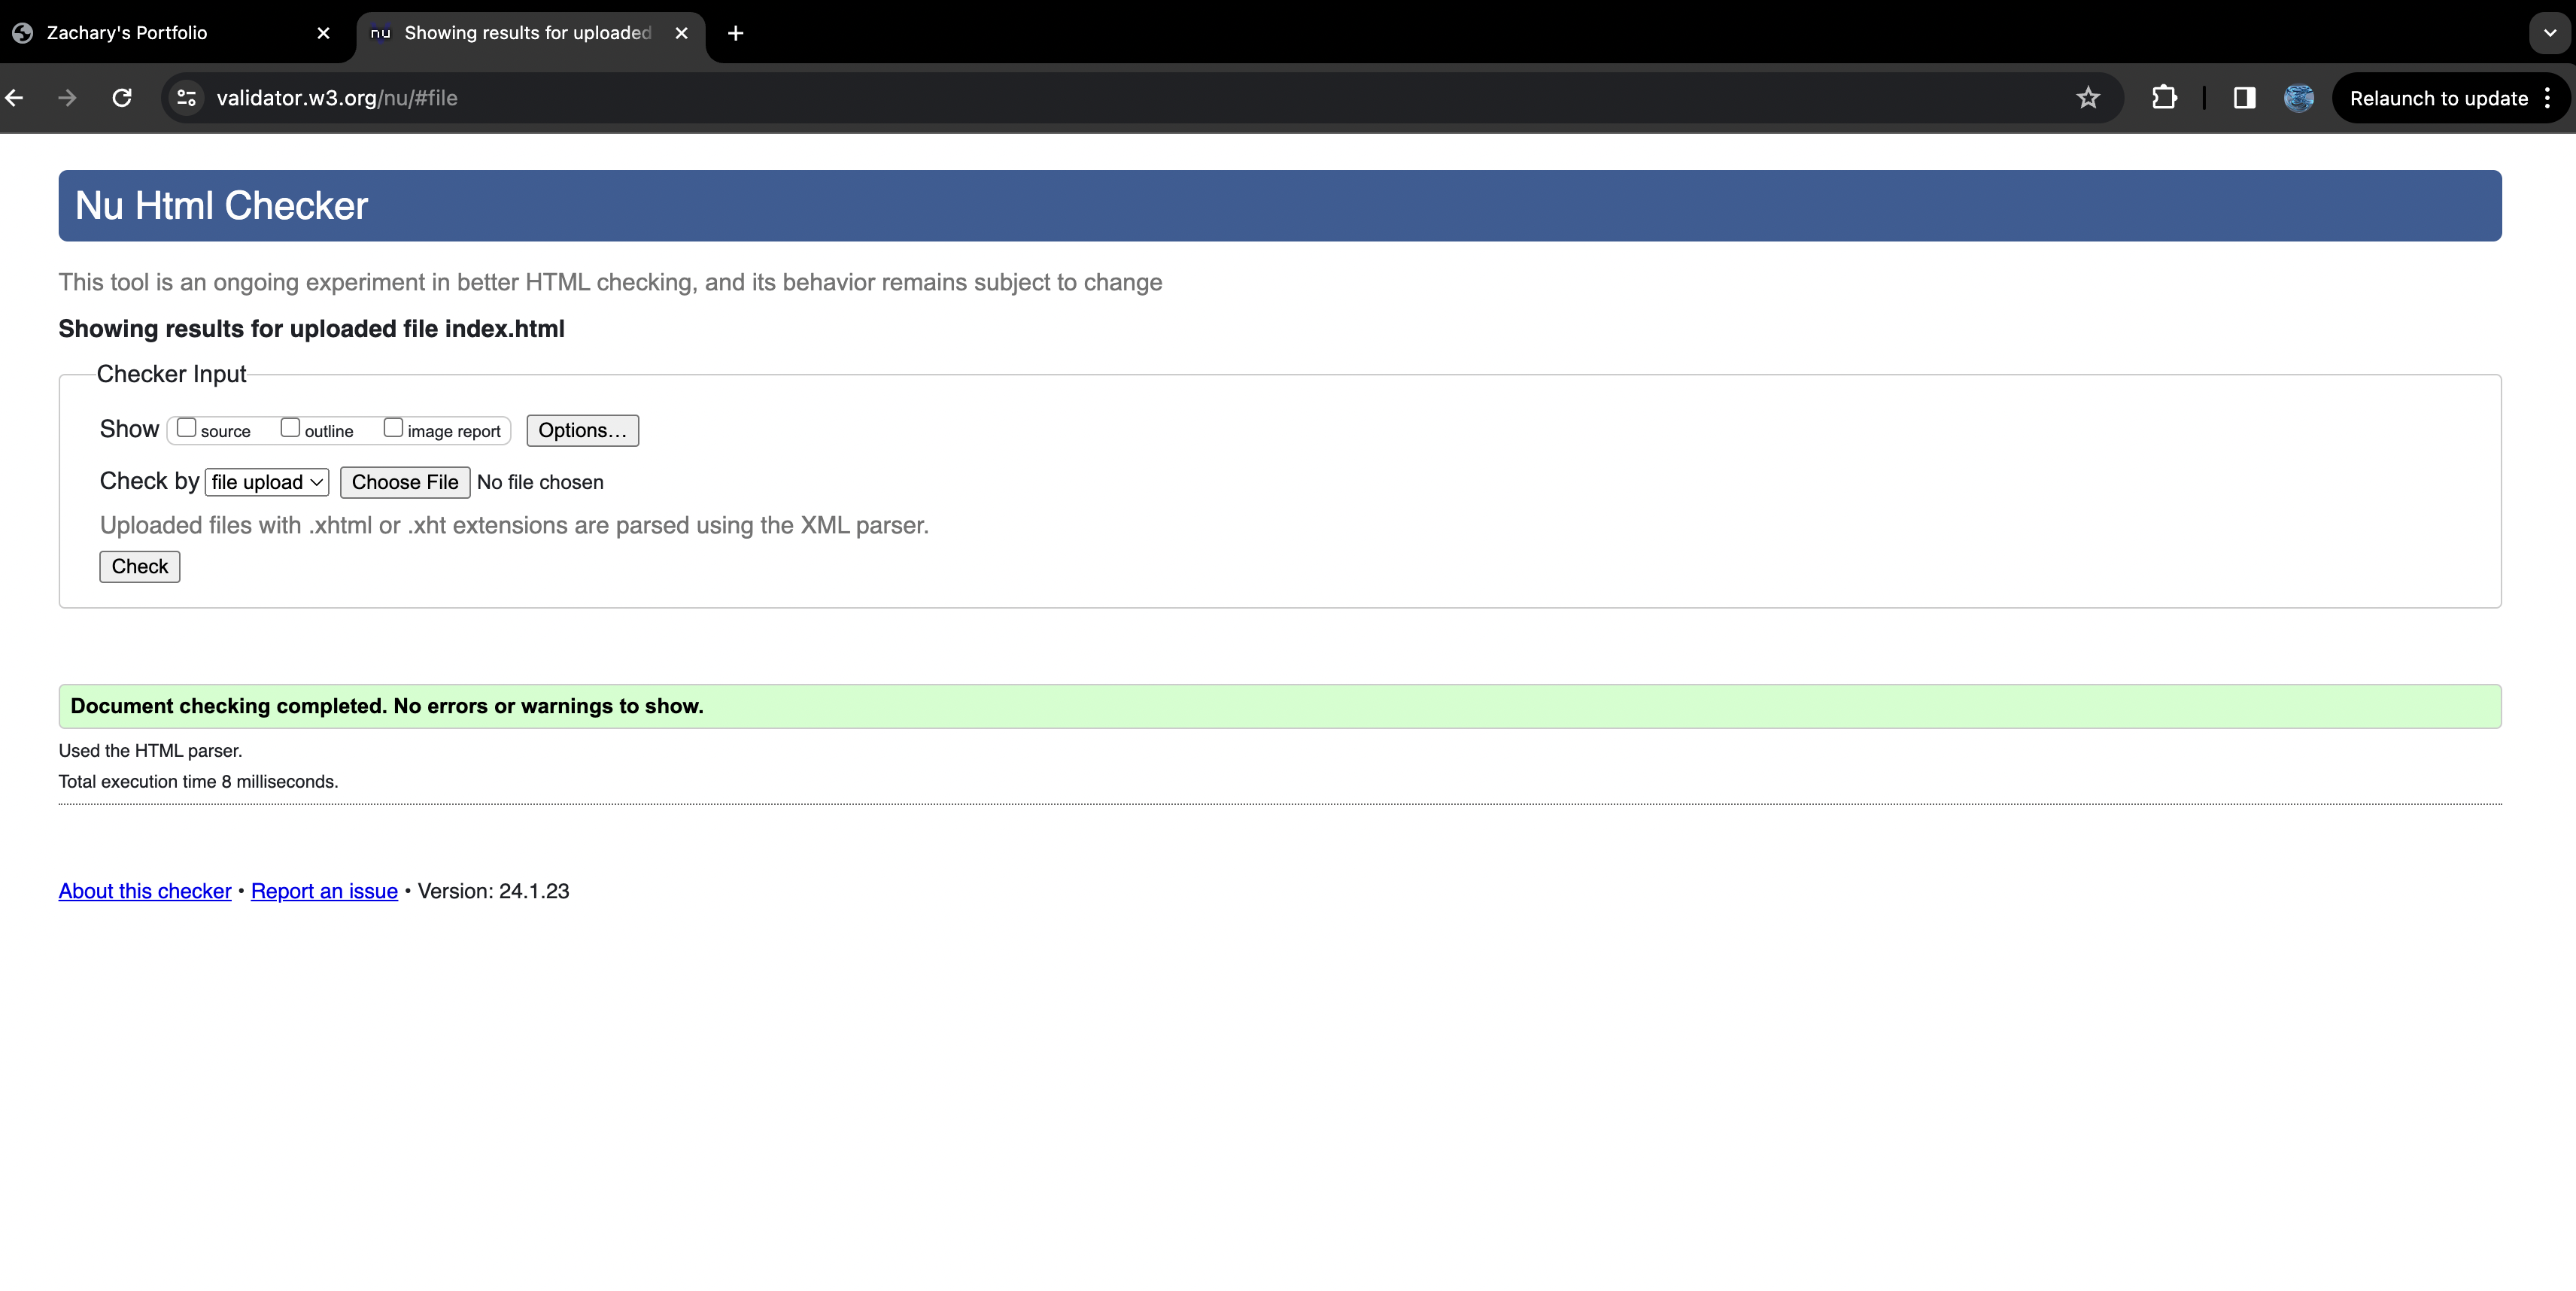 Zachary's Portfolio
nu Showing results for uploaded
validator.w3.org/nu/#file
Relaunch to update
Nu Html Checker
This tool is an ongoing experiment in better HTML checking, and its behavior remains subject to change
Showing results for uploaded file index.html
Checker Input
Show source outline image report Options...
Check by file upload Choose File No file chosen
Uploaded files with .xhtml or .xht extensions are parsed using the XML parser.
Check
Document checking completed. No errors or warnings to show.
Used the HTML parser.
Total execution time 8 milliseconds.
About this checker • Report an issue • Version: 24.1.23